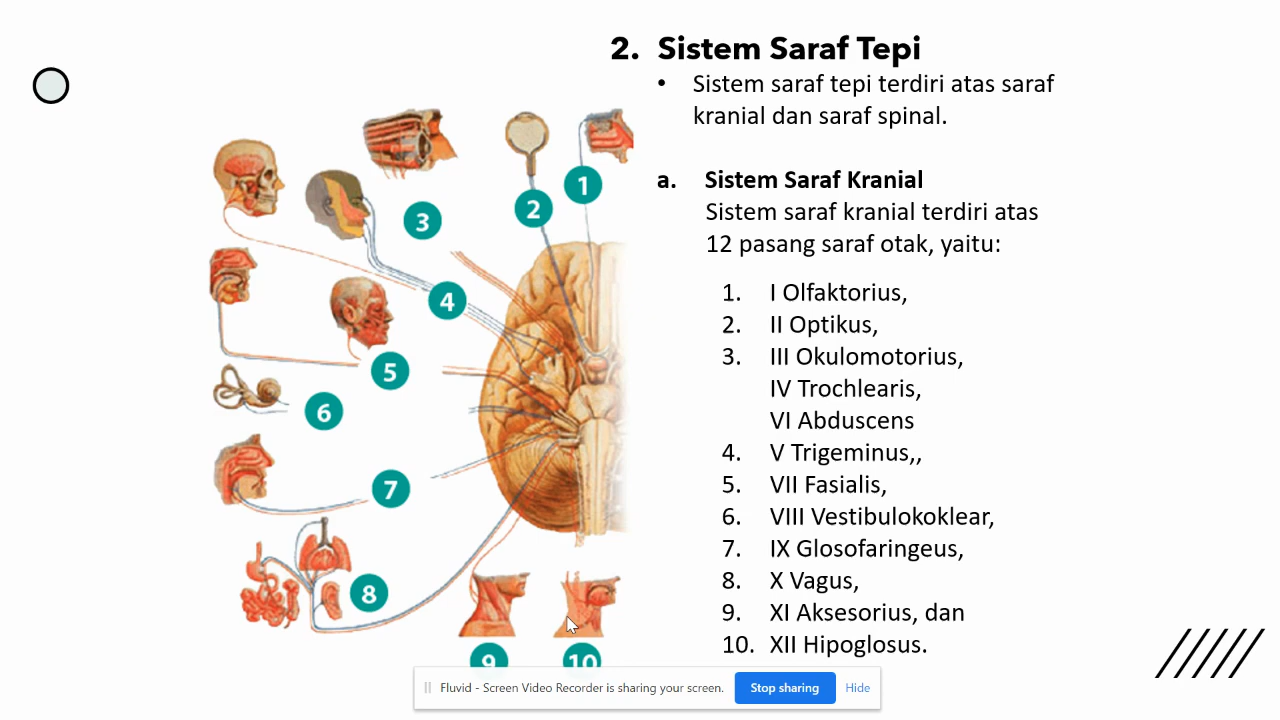 2. Sistem Saraf Tepi
• Sistem saraf tepi terdiri atas saraf
kranial dan saraf spinal.
a. Sistem Saraf Kranial
Sistem saraf kranial terdiri atas
12 pasang saraf otak, yaitu:
1. I Olfaktorius,
2. II Optikus,
3. III Okulomotorius,
IV Trochlearis,
VI Abduscens
4. V Trigeminus,,
5. VII Fasialis,
6. VIII Vestibulokoklear,
7. IX Glosofaringeus,
8. X Vagus,
9. XI Aksesorius, dan
10. XII Hipoglosus.
1
2
3
4
5
6
7
8
9
10
Fluvid - Screen Video Recorder is sharing your screen.
Stop sharing
Hide